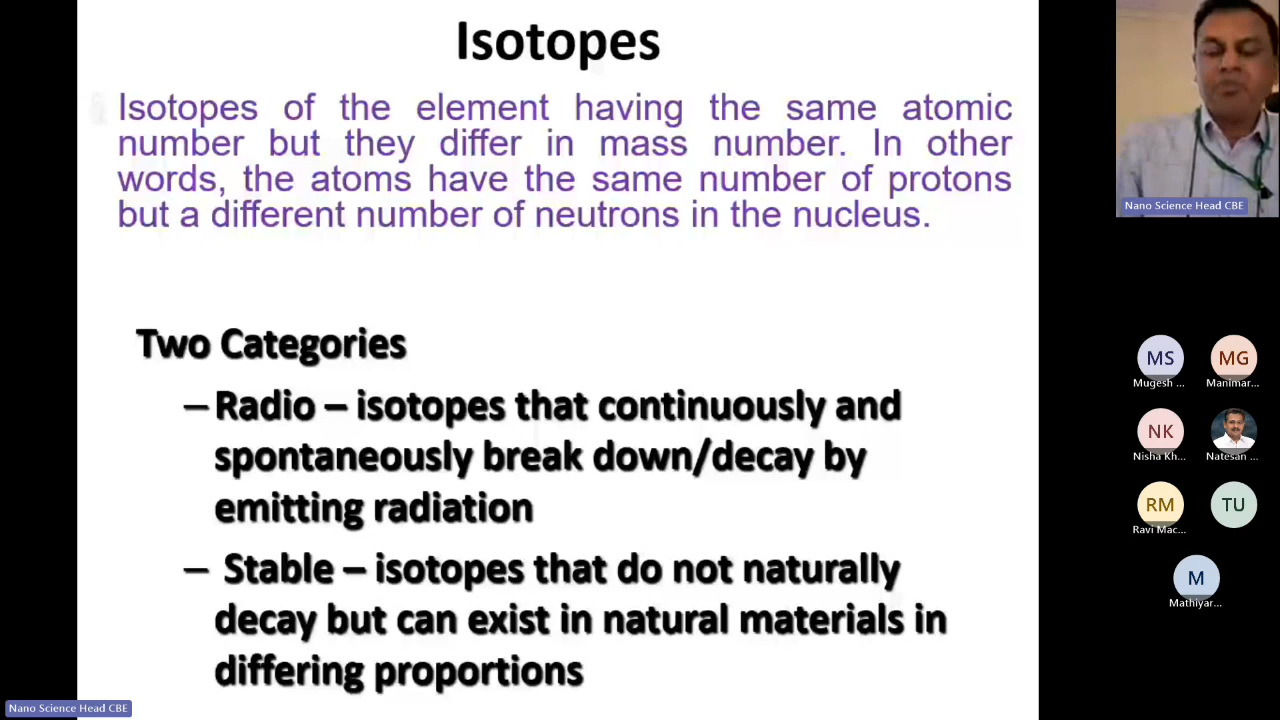 Isotopes
Isotopes of the element having the same atomic
number but they differ in mass number. In other
words, the atoms have the same number of protons
but a different number of neutrons in the nucleus.
Two Categories
– Radio – isotopes that continuously and
spontaneously break down/decay by
emitting radiation
– Stable – isotopes that do not naturally
decay but can exist in natural materials in
differing proportions
Nano Science Head CBE
Nano Science Head CBE
MS
MG
Mugesh ...
Manimar...
NK
Nisha Kh...
Natesan ...
RM
TU
Ravi Mac...
M
Mathiyar...